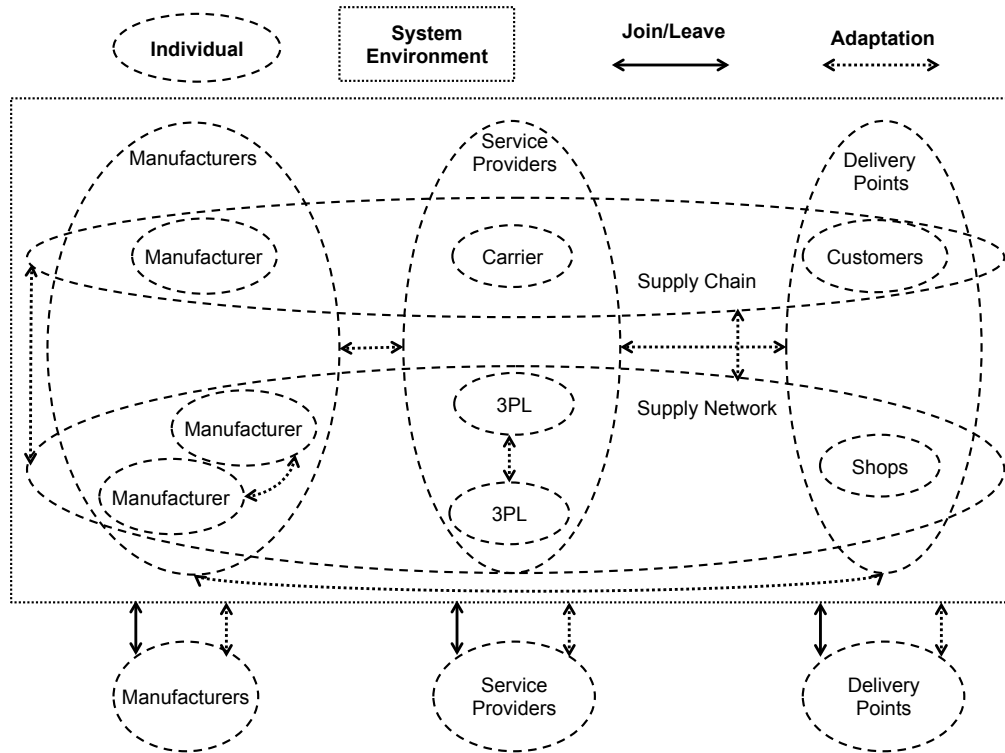 Individual
System
Environment
Join/Leave
Adaptation
Manufacturers
Service
Providers
Delivery
Points
Manufacturer
Carrier
Customers
Supply Chain
3PL
Supply Network
Manufacturer
Shops
Manufacturer
3PL
Manufacturers
Service
Providers
Delivery
Points